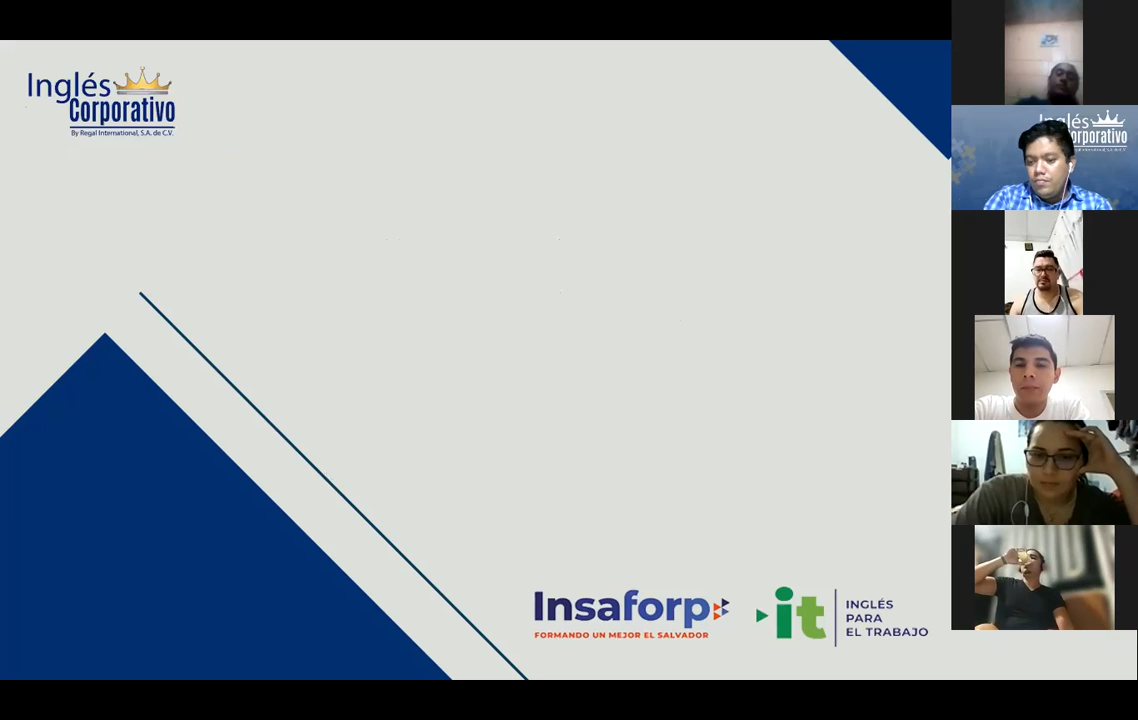 Inglés
Corporativo
By Regal International, S.A. de C.V.
Inglés
Corporativo
Insaforp
FORMANDO UN MEJOR EL SALVADOR
it
INGLÉS
PARA
EL TRABAJO